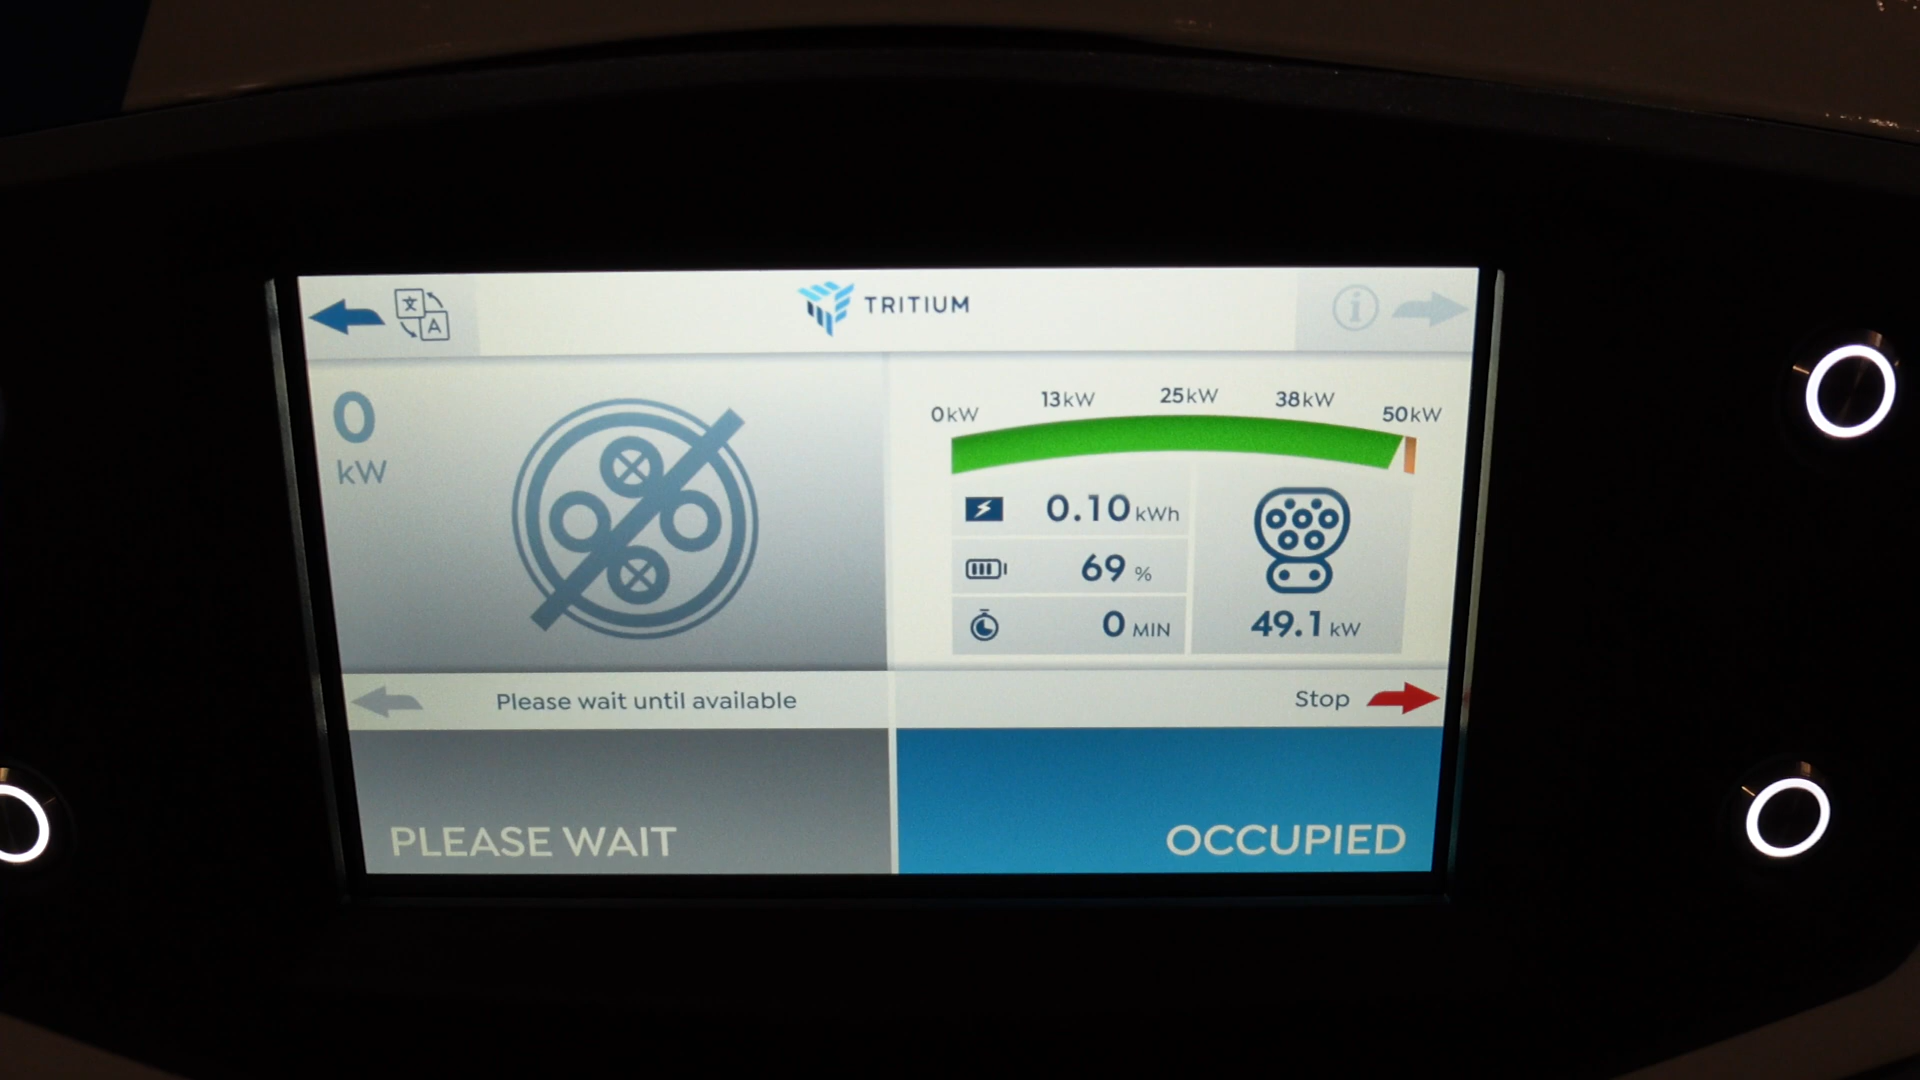 文
A
TRITIUM
i
0
kW
0kW 13kW 25kW 38kW 50kW
0.10 kWh
69 %
0 MIN
49.1 kW
Please wait until available
Stop
PLEASE WAIT
OCCUPIED